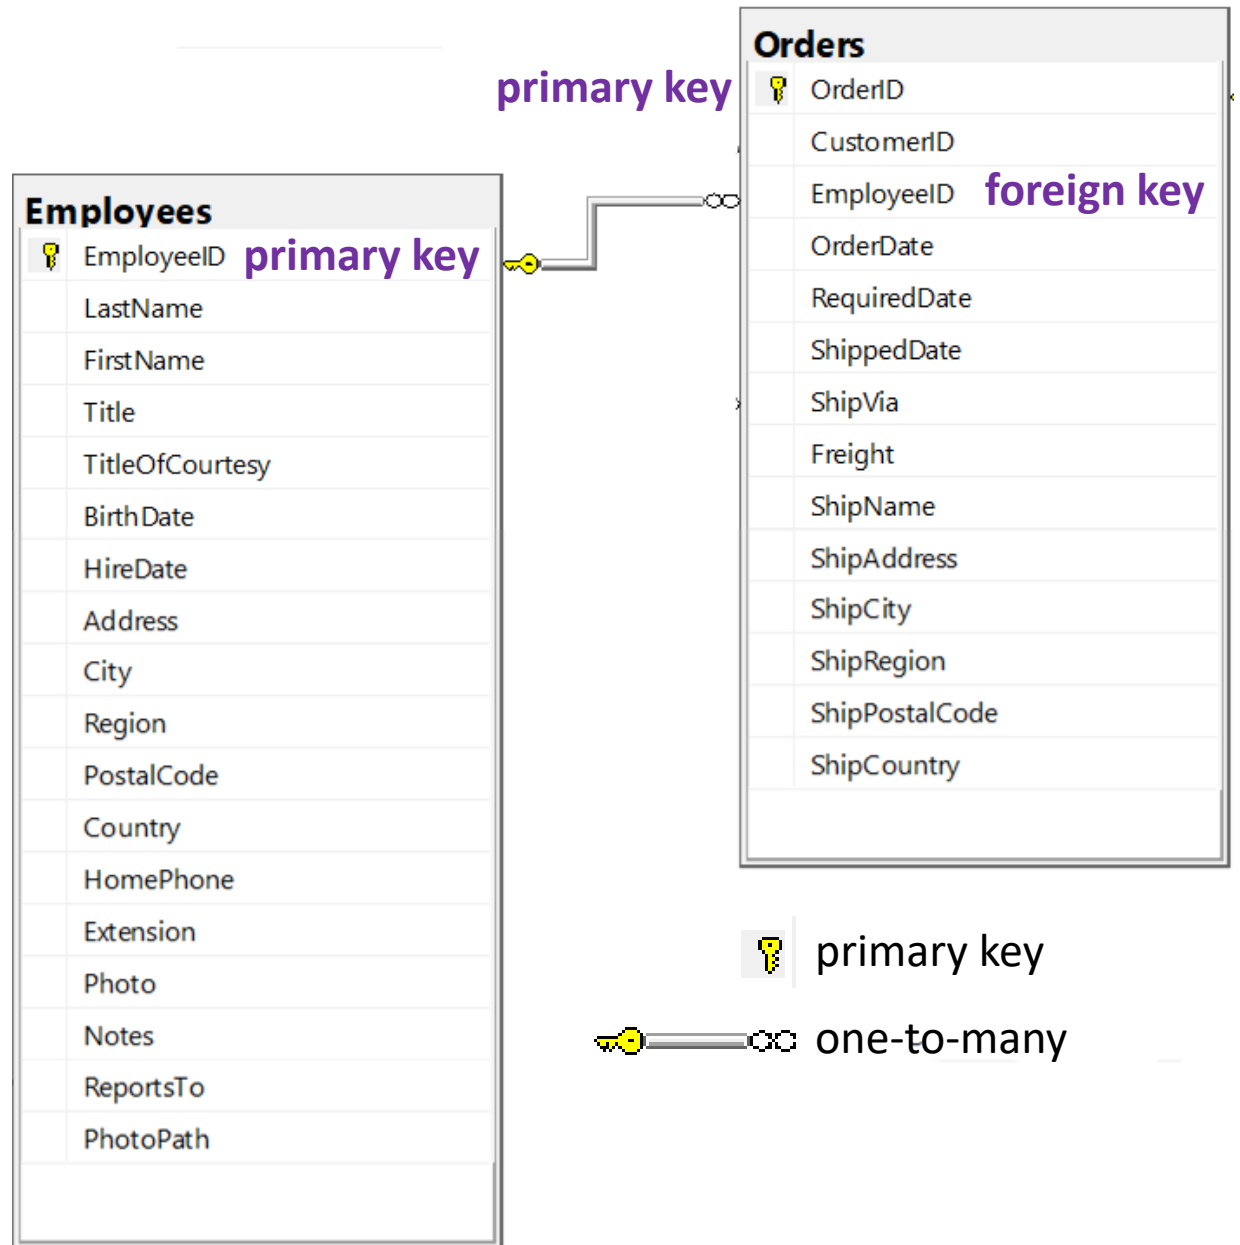 Employees
EmployeeID primary key
LastName
FirstName
Title
TitleOfCourtesy
BirthDate
HireDate
Address
City
Region
PostalCode
Country
HomePhone
Extension
Photo
Notes
ReportsTo
PhotoPath
Orders
primary key OrderID
CustomerID
EmployeeID foreign key
OrderDate
RequiredDate
ShippedDate
ShipVia
Freight
ShipName
ShipAddress
ShipCity
ShipRegion
ShipPostalCode
ShipCountry
primary key
one-to-many